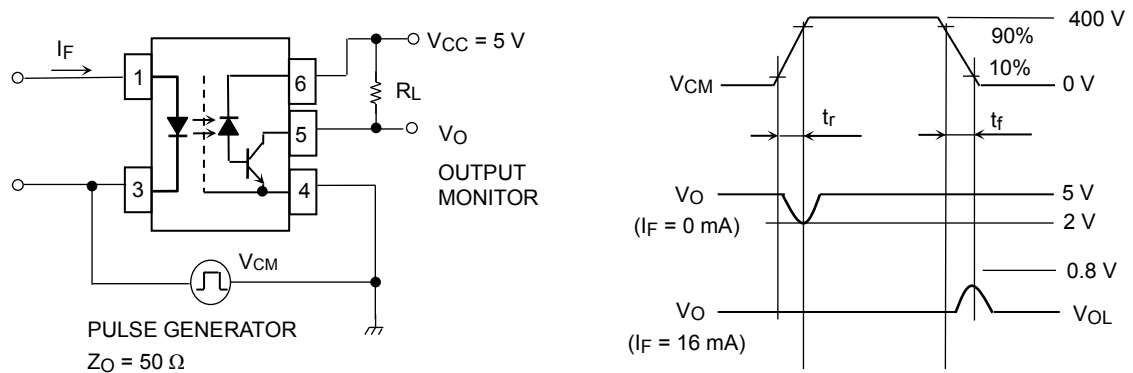 IF
1
3
6
5
4
VCC = 5 V
RL
VO
OUTPUT
MONITOR
VCM
PULSE GENERATOR
ZO = 50 Ω
VCM
400 V
90%
10%
0 V
tr
tf
VO
(IF = 0 mA)
5 V
2 V
0.8 V
VO
(IF = 16 mA)
VOL